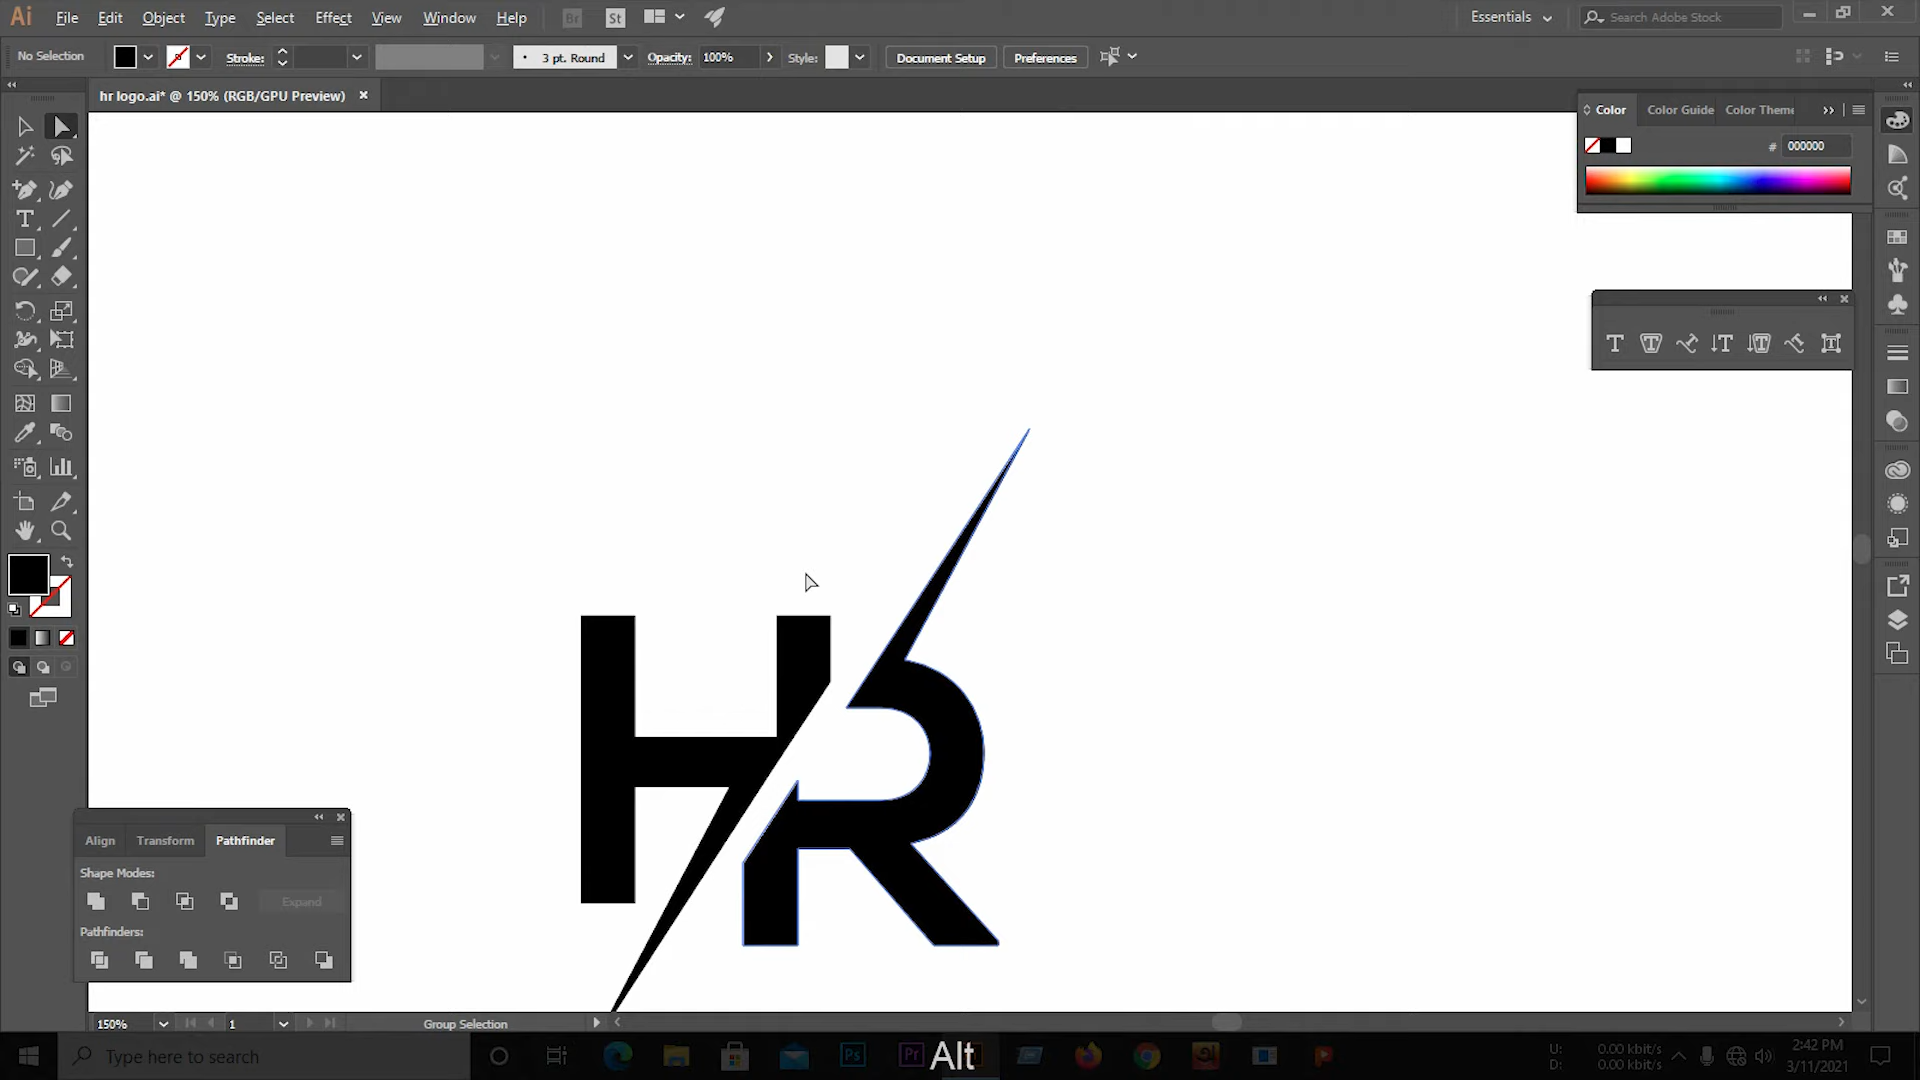 Ai File Edit Object Type Select Effect View Window Help Br St Essentials Search Adobe Stock
No Selection Stroke: 3 pt. Round Opacity: 100% Style: Document Setup Preferences
hr logo.ai* @ 150% (RGB/GPU Preview)
Color Color Guide Color Theme
# 000000
HR
Align Transform Pathfinder
Shape Modes:
Expand
Pathfinders:
150% 1 Group Selection
Type here to search Ps Pr Alt U: 0.00 kbit/s 2:42 PM
D: 0.00 kbit/s 3/11/2021